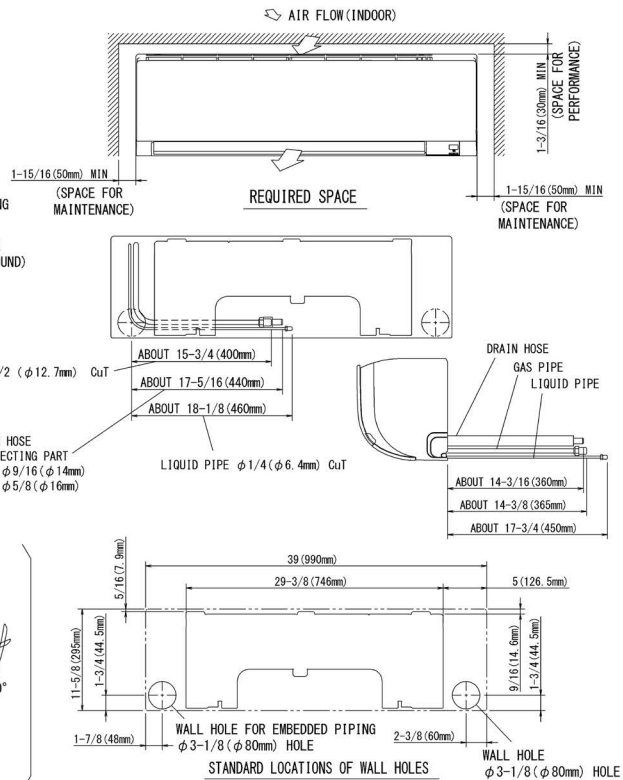 AIR FLOW(INDOOR)
1-3/16(30mm) MIN
(SPACE FOR
PERFORMANCE)
1-15/16(50mm) MIN
(SPACE FOR
MAINTENANCE)
REQUIRED SPACE
1-15/16(50mm) MIN
(SPACE FOR
MAINTENANCE)
NG
UND)
ABOUT 15-3/4(400mm)
/2 (φ12.7mm) CuT
ABOUT 17-5/16(440mm)
ABOUT 18-1/8(460mm)
HOSE
ECTING PART
φ9/16(φ14mm)
φ5/8(φ16mm)
LIQUID PIPE φ1/4(φ6.4mm) CuT
DRAIN HOSE
GAS PIPE
LIQUID PIPE
ABOUT 14-3/16(360mm)
ABOUT 14-3/8(365mm)
ABOUT 17-3/4(450mm)
39(990mm)
29-3/8(746mm)
5(126.5mm)
5/16(7.9mm)
11-5/8(295mm)
1-3/4(44.5mm)
9/16(14.6mm)
1-3/4(44.5mm)
1-7/8(48mm)
WALL HOLE FOR EMBEDDED PIPING
φ3-1/8(φ80mm) HOLE
2-3/8(60mm)
WALL HOLE
φ3-1/8(φ80mm) HOLE
STANDARD LOCATIONS OF WALL HOLES